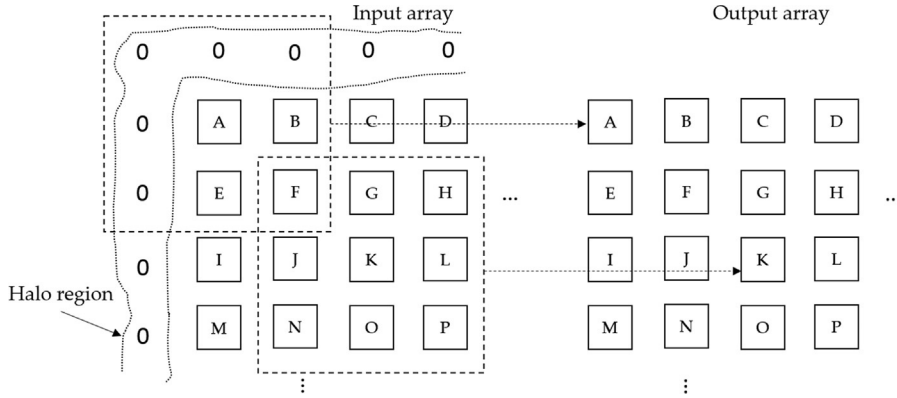 Input array Output array
0 0 0 0 0
0 A B C D A B C D
0 E F G H ... E F G H ..
0 I J K L I J K L
Halo region
0 M N O P M N O P
⋮ ⋮